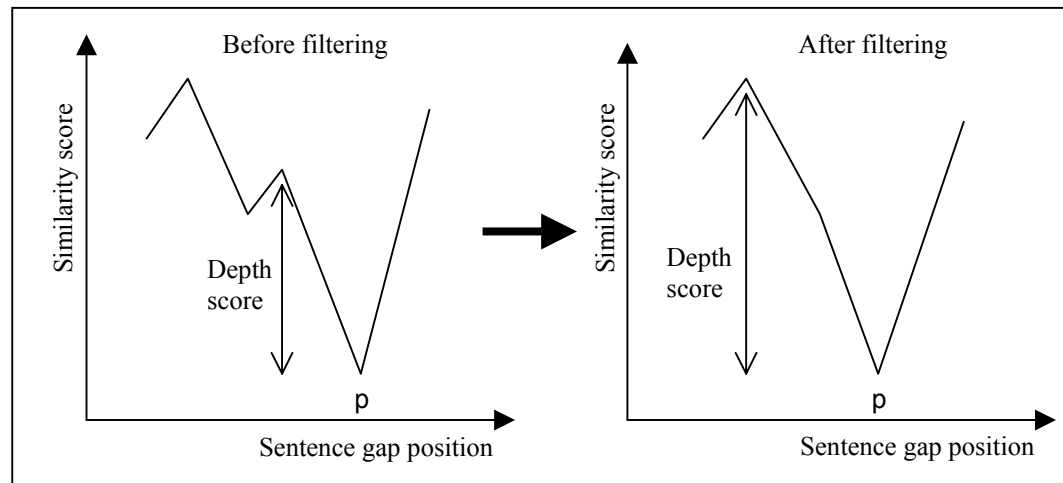 Before filtering
Similarity score
Depth
score
p
Sentence gap position
After filtering
Similarity score
Depth
score
p
Sentence gap position